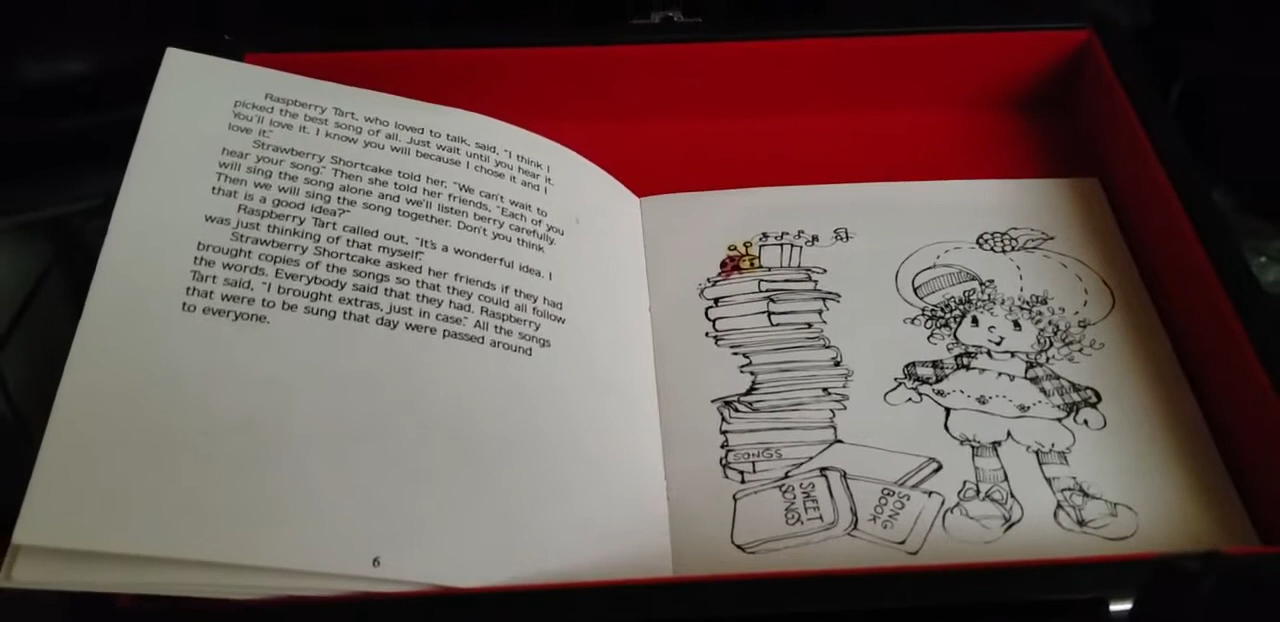 Raspberry Tart, who loved to talk, said, "I think I
picked the best song of all. Just wait until you hear it.
You'll love it. I know you will because I chose it and I
love it."
Strawberry Shortcake told her, "We can't wait to
hear your song." Then she told her friends, "Each of you
will sing the song alone and we'll listen berry carefully.
Then we will sing the song together. Don't you think
that is a good idea?"
Raspberry Tart called out, "It's a wonderful idea. I
was just thinking of that myself."
Strawberry Shortcake asked her friends if they had
brought copies of the songs so that they could all follow
the words. Everybody said that they had. Raspberry
Tart said, "I brought extras, just in case." All the songs
that were to be sung that day were passed around
to everyone.
6
SONGS
SWEET
SONGS
SONG
BOOK